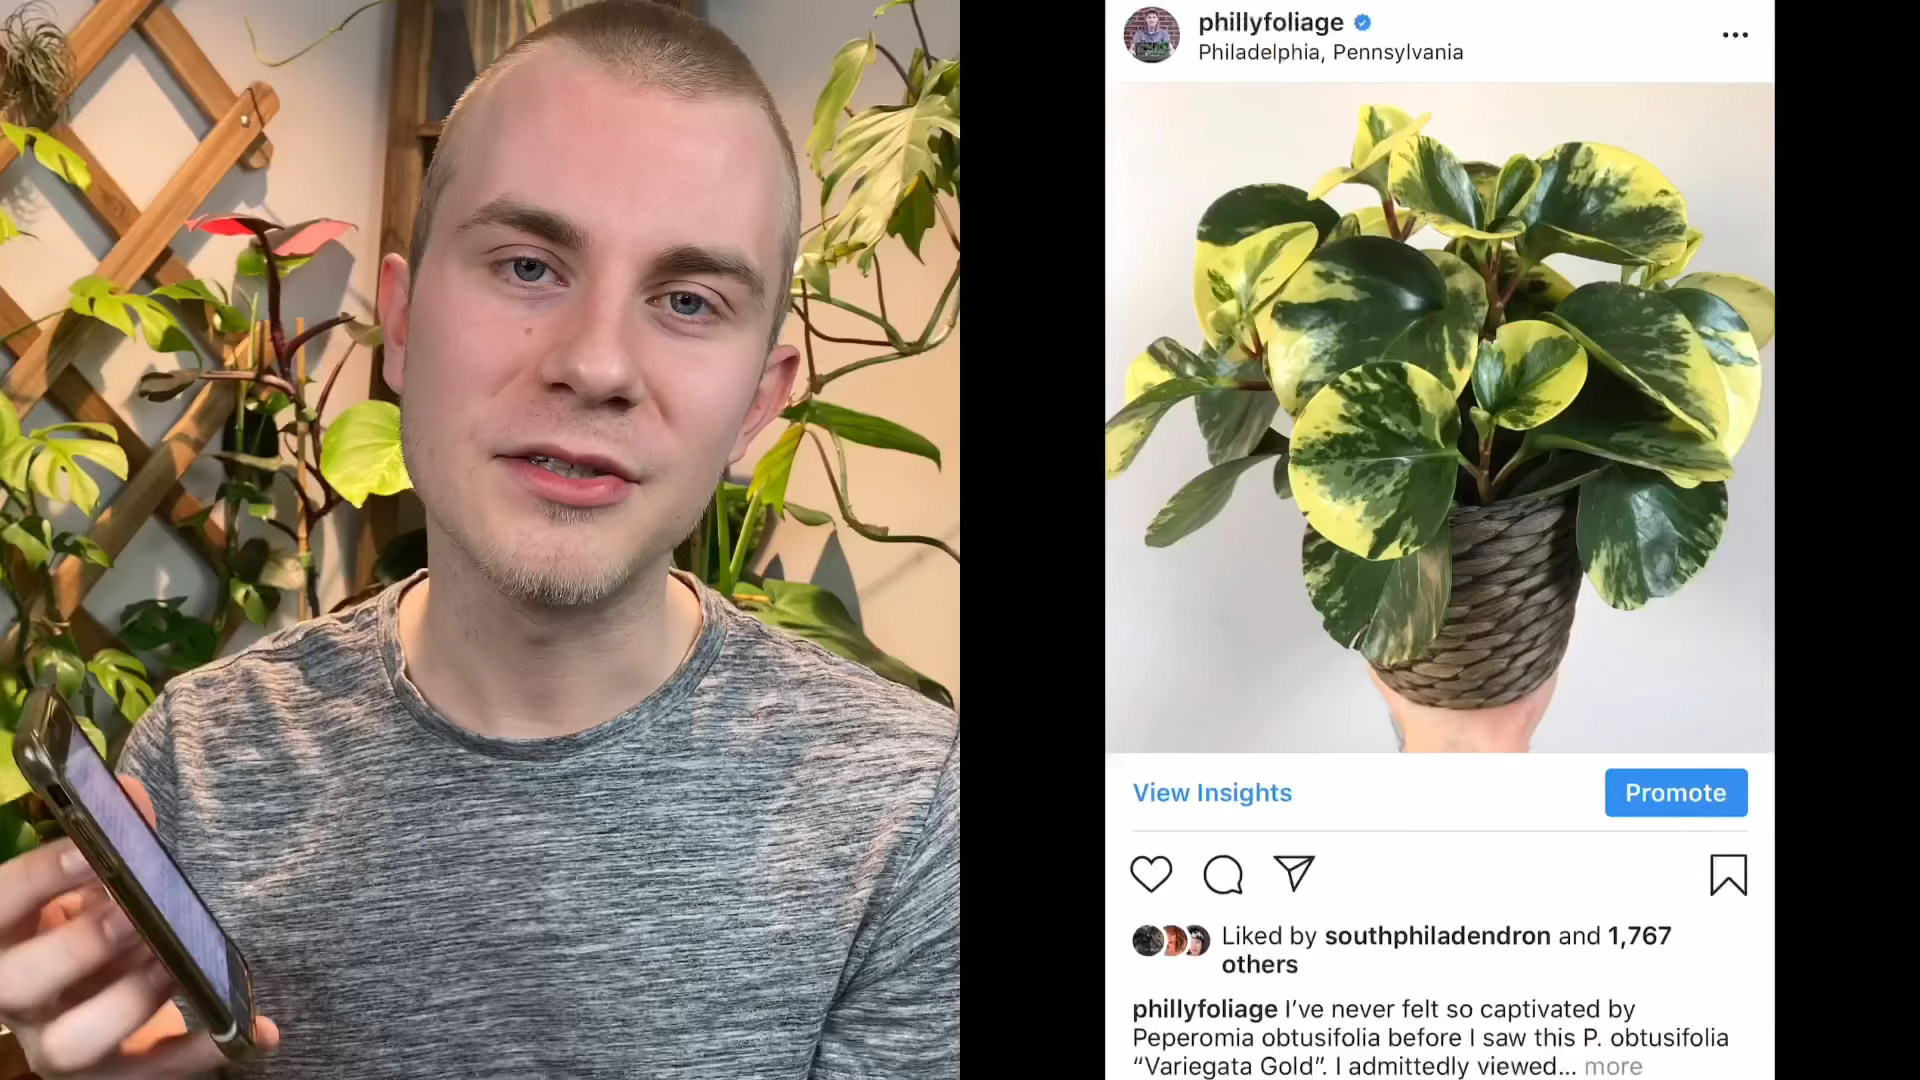 phillyfoliage
Philadelphia, Pennsylvania
View Insights
Promote
Liked by southphiladendron and 1,767
others
phillyfoliage I’ve never felt so captivated by
Peperomia obtusifolia before I saw this P. obtusifolia
“Variegata Gold”. I admittedly viewed... more